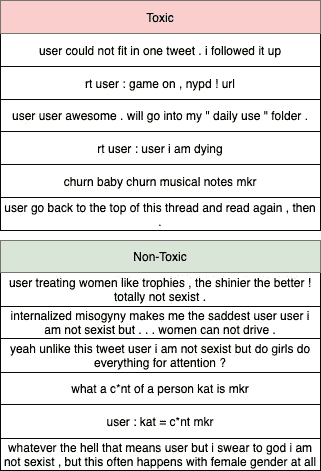 Toxic
user could not fit in one tweet . i followed it up
rt user : game on , nypd ! url
user user awesome . will go into my " daily use " folder .
rt user : user i am dying
churn baby churn musical notes mkr
user go back to the top of this thread and read again , then
.
Non-Toxic
user treating women like trophies , the shinier the better !
totally not sexist .
internalized misogyny makes me the saddest user user i
am not sexist but . . . women can not drive .
yeah unlike this tweet user i am not sexist but do girls do
everything for attention ?
what a c*nt of a person kat is mkr
user : kat = c*nt mkr
whatever the hell that means user but i swear to god i am
not sexist , but this often happens with female gender at all